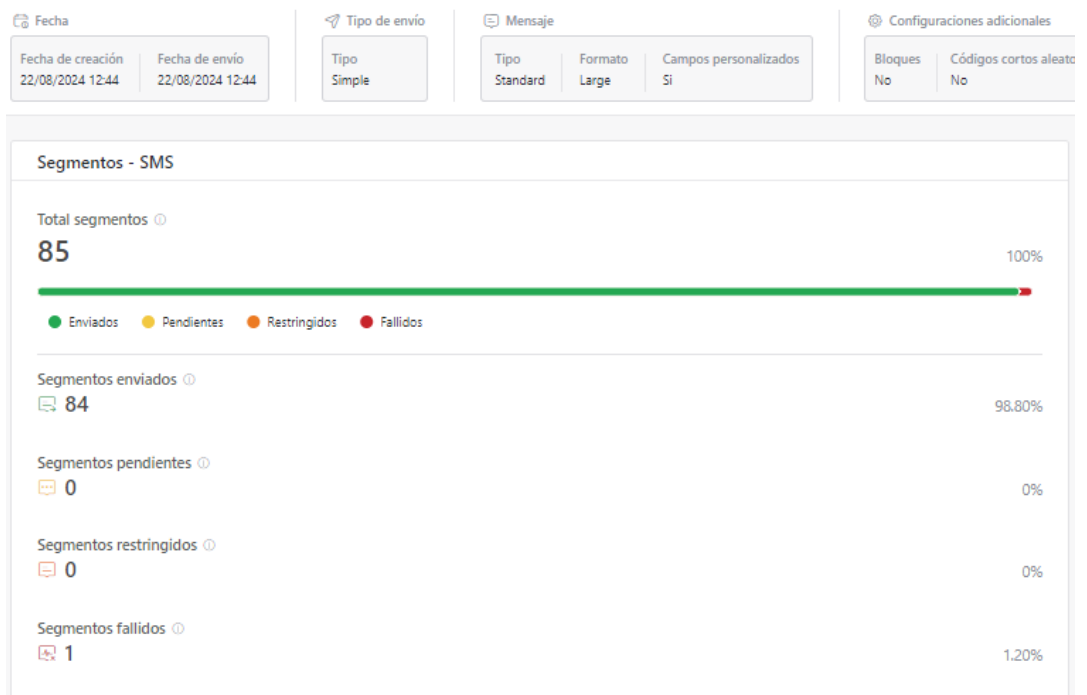 Fecha
Tipo de envío
Mensaje
Configuraciones adicionales
Fecha de creación
22/08/2024 12:44
Fecha de envío
22/08/2024 12:44
Tipo
Simple
Tipo
Standard
Formato
Large
Campos personalizados
Si
Bloques
No
Códigos cortos aleato
No
Segmentos - SMS
Total segmentos
85
100%
Enviados
Pendientes
Restringidos
Fallidos
Segmentos enviados
84
98.80%
Segmentos pendientes
0
0%
Segmentos restringidos
0
0%
Segmentos fallidos
1
1.20%